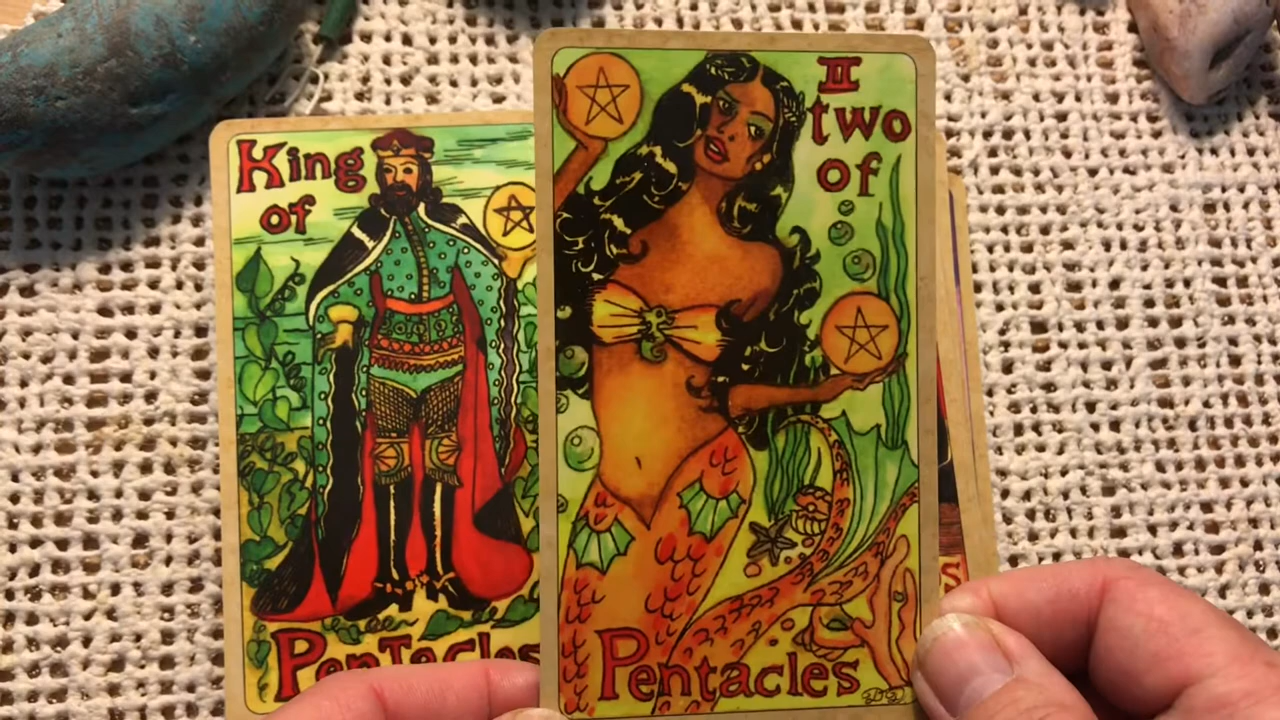 King
of
Pentacles
II
two
of
Pentacles
s